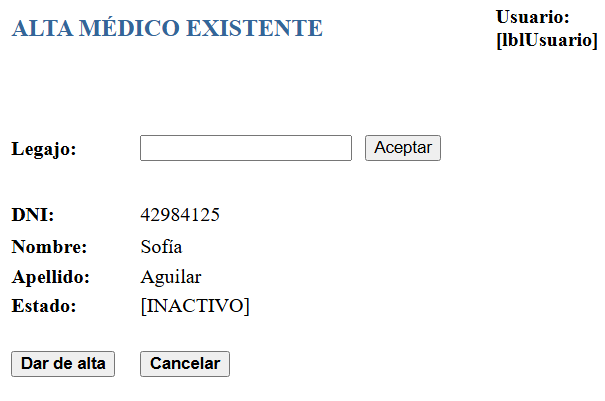 ALTA MÉDICO EXISTENTE
Usuario:
[lblUsuario]
Legajo: Aceptar
DNI: 42984125
Nombre: Sofía
Apellido: Aguilar
Estado: [INACTIVO]
Dar de alta Cancelar